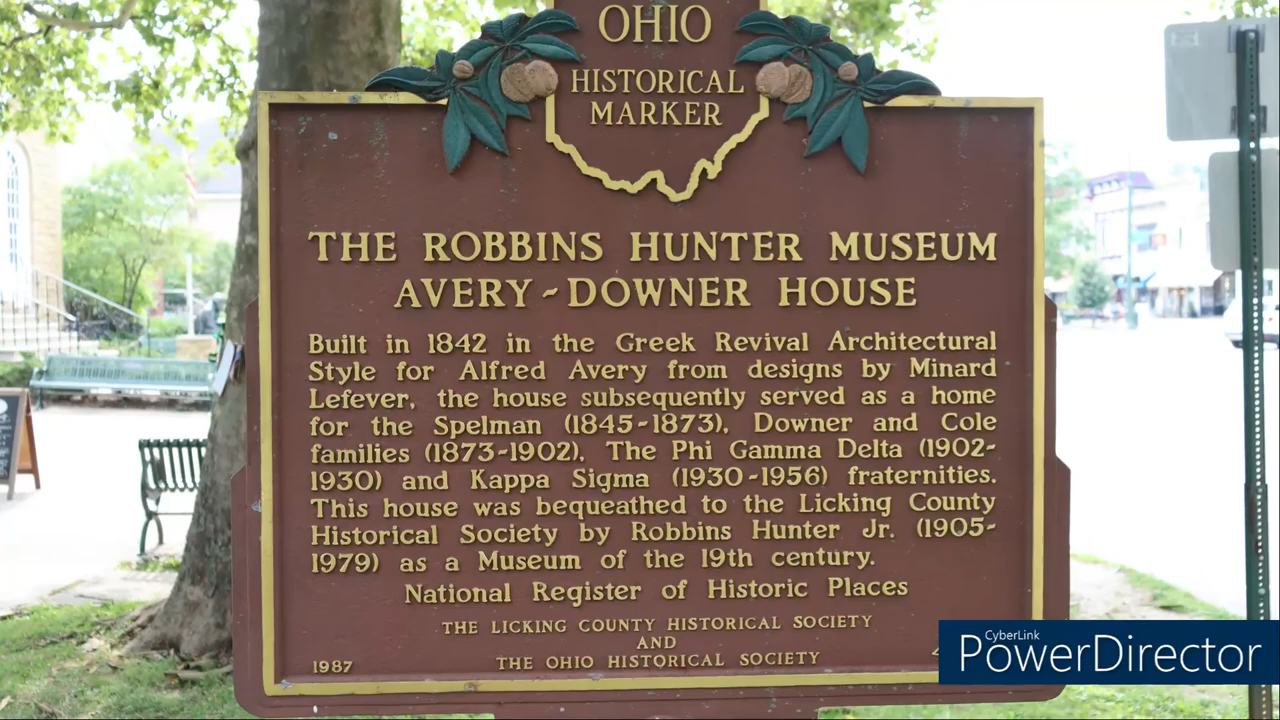 OHIO
HISTORICAL
MARKER
THE ROBBINS HUNTER MUSEUM
AVERY-DOWNER HOUSE
Built in 1842 in the Greek Revival Architectural
Style for Alfred Avery from designs by Minard
Lefever, the house subsequently served as a home
for the Spelman (1845-1873), Downer and Cole
families (1873-1902), The Phi Gamma Delta (1902-
1930) and Kappa Sigma (1930-1956) fraternities.
This house was bequeathed to the Licking County
Historical Society by Robbins Hunter Jr. (1905-
1979) as a Museum of the 19th century.
National Register of Historic Places
THE LICKING COUNTY HISTORICAL SOCIETY
AND
THE OHIO HISTORICAL SOCIETY
1987
CyberLink
PowerDirector